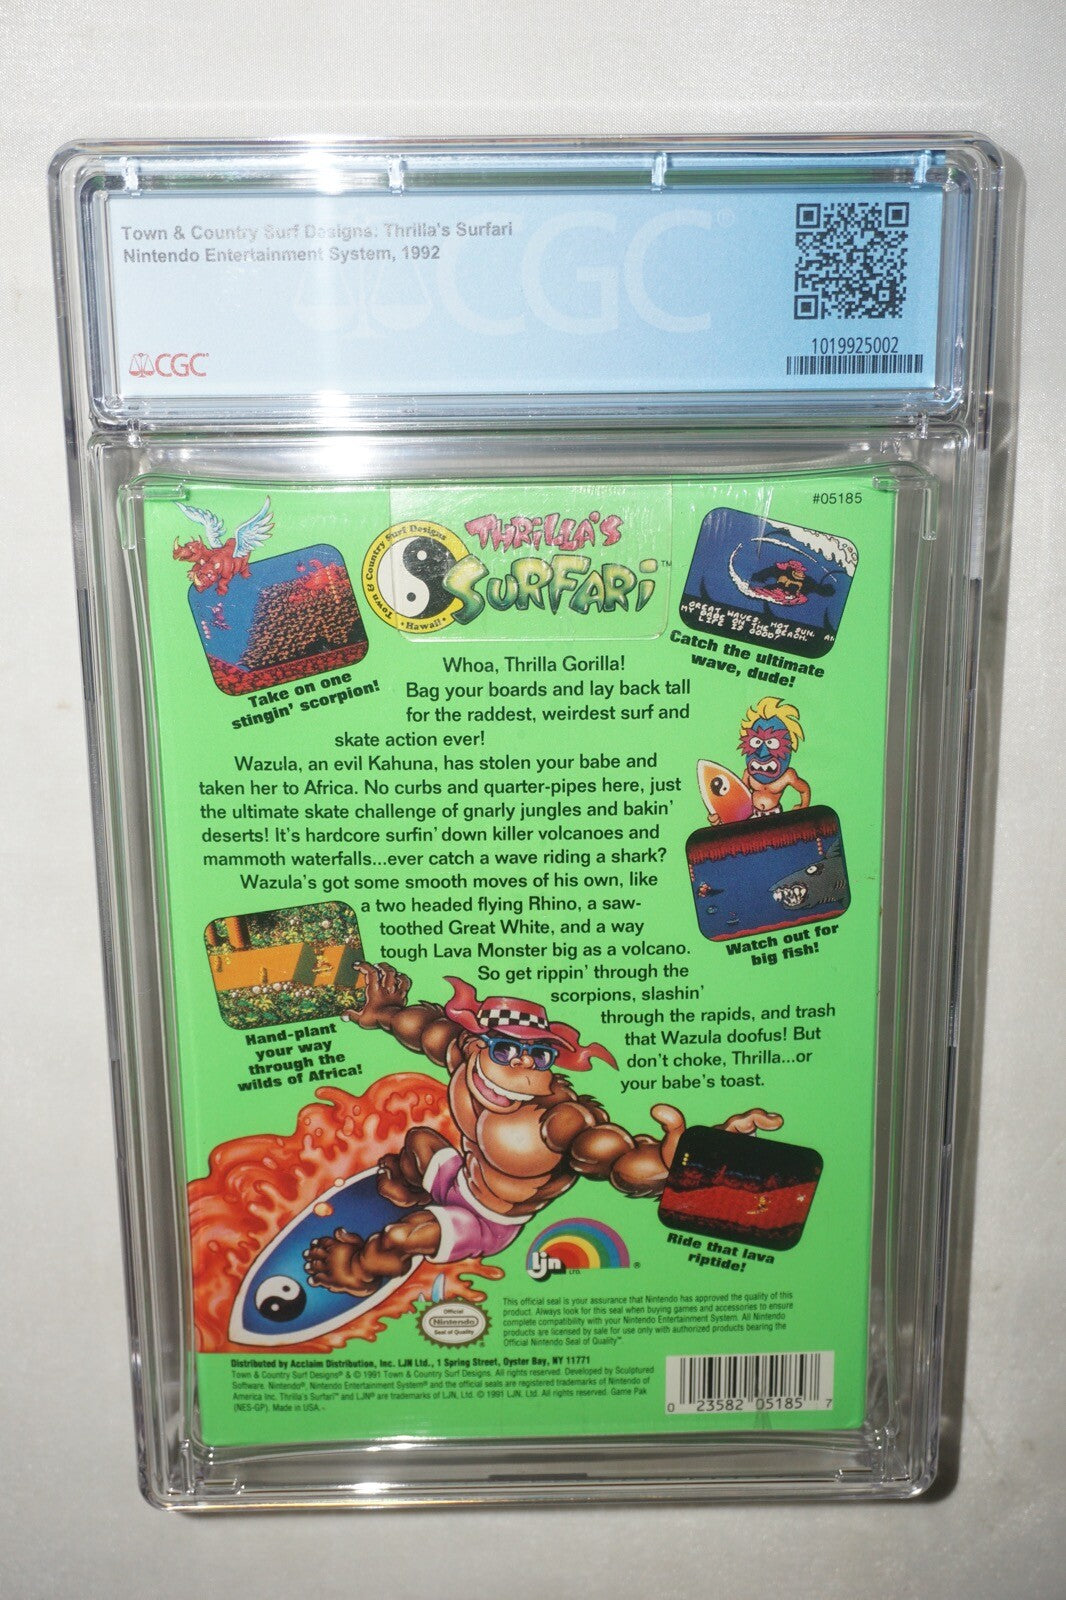 Town & Country Surf Designs: Thrilla's Surfari
Nintendo Entertainment System, 1992
CGC®
CGC®
1019925002
#05185
Town & Country Surf Designs
•Hawaii•
THRILLA'S
SURFARI™
GREAT WAVES, HOT SUN,
BABE ON THE BEACH.
LIFE IS GOOD
Catch the ultimate
wave, dude!
Take on one
stingin' scorpion!
Whoa, Thrilla Gorilla!
Bag your boards and lay back tall
for the raddest, weirdest surf and
skate action ever!
Wazula, an evil Kahuna, has stolen your babe and
taken her to Africa. No curbs and quarter-pipes here, just
the ultimate skate challenge of gnarly jungles and bakin'
deserts! It's hardcore surfin' down killer volcanoes and
mammoth waterfalls...ever catch a wave riding a shark?
Wazula's got some smooth moves of his own, like
a two headed flying Rhino, a saw-
toothed Great White, and a way
tough Lava Monster big as a volcano.
So get rippin' through the
scorpions, slashin'
through the rapids, and trash
that Wazula doofus! But
don't choke, Thrilla...or
your babe's toast.
Watch out for
big fish!
Hand-plant
your way
through the
wilds of Africa!
Ride that lava
riptide!
ljn LTD. ®
Official
Nintendo
Seal of Quality
This official seal is your assurance that Nintendo has approved the quality of this
product. Always look for this seal when buying games and accessories to ensure
complete compatibility with your Nintendo Entertainment System. All Nintendo
products are licensed by sale for use only with authorized products bearing the
Official Nintendo Seal of Quality™
Distributed by Acclaim Distribution, Inc. LJN Ltd., 1 Spring Street, Oyster Bay, NY 11771
Town & Country Surf Designs® & © 1991 Town & Country Surf Designs. All rights reserved. Developed by Sculptured
Software. Nintendo®, Nintendo Entertainment System® and the official seals are registered trademarks of Nintendo of
America Inc. Thrilla's Surfari™ and LJN® are trademarks of LJN, Ltd. © 1991 LJN, Ltd. All rights reserved. Game Pak
(NES-GP). Made in USA.
0 23582 05185 7